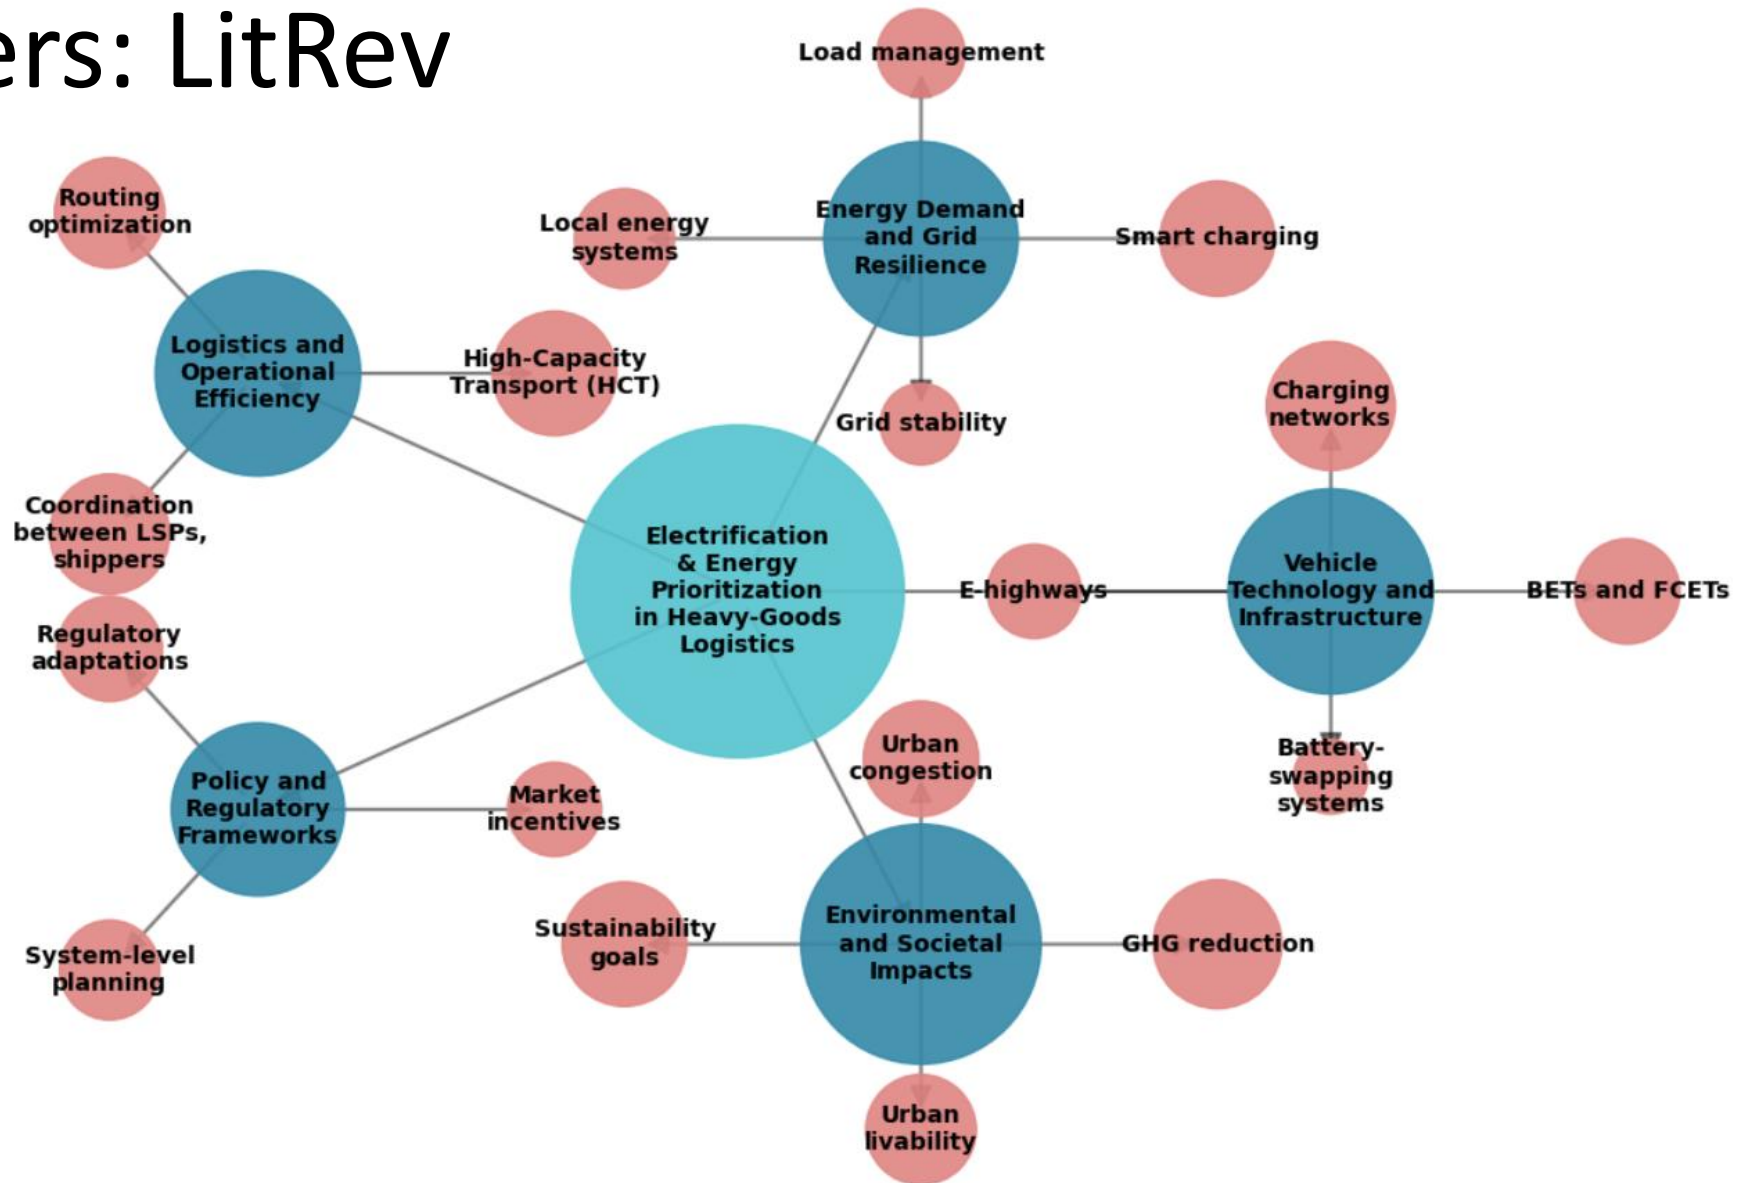 ers: LitRev
Load management
Routing
optimization
Local energy
systems
Energy Demand
and Grid
Resilience
Smart charging
Logistics and
Operational
Efficiency
High-Capacity
Transport (HCT)
Grid stability
Charging
networks
Coordination
between LSPs,
shippers
Electrification
& Energy
Prioritization
in Heavy-Goods
Logistics
E-highways
Vehicle
Technology and
Infrastructure
BETs and FCETs
Regulatory
adaptations
Urban
congestion
Battery-
swapping
systems
Policy and
Regulatory
Frameworks
Market
incentives
Sustainability
goals
Environmental
and Societal
Impacts
GHG reduction
System-level
planning
Urban
livability